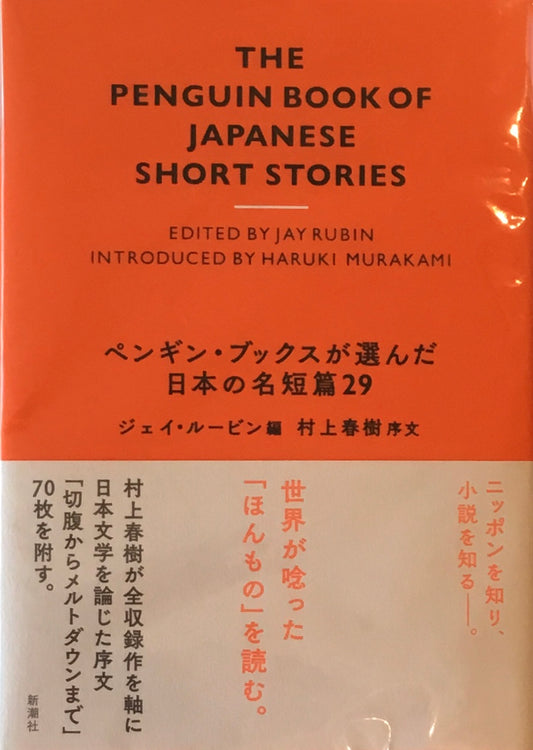 THE
PENGUIN BOOK OF
JAPANESE
SHORT STORIES
EDITED BY JAY RUBIN
INTRODUCED BY HARUKI MURAKAMI
ペンギン・ブックスが選んだ
日本の名短篇29
ジェイ・ルービン 編 村上春樹 序文
ニッポンを知り、
小説を知る――。
世界が唸った
「ほんもの」を読む。
村上春樹が全収録作を軸に
日本文学を論じた序文
「切腹からメルトダウンまで」
70枚を附す。
新潮社